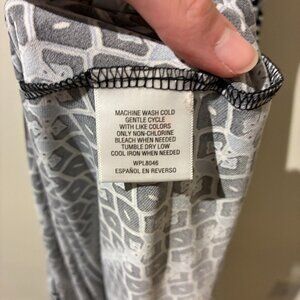 MACHINE WASH COLD
GENTLE CYCLE
WITH LIKE COLORS
ONLY NON-CHLORINE
BLEACH WHEN NEEDED
TUMBLE DRY LOW
COOL IRON WHEN NEEDED
WPL8046
ESPAÑOL EN REVERSO